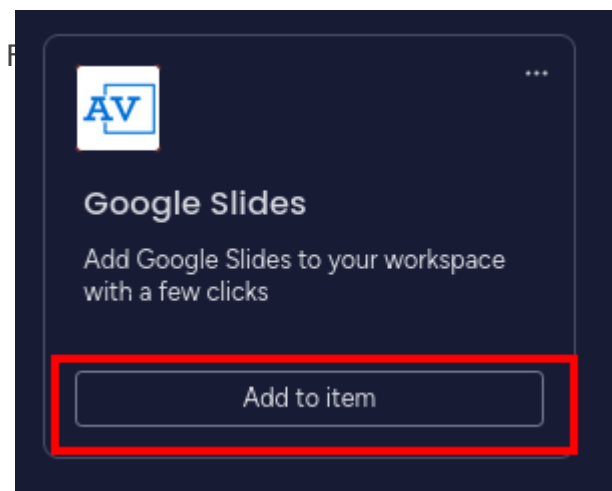 F
AV
Google Slides
Add Google Slides to your workspace
with a few clicks
Add to item